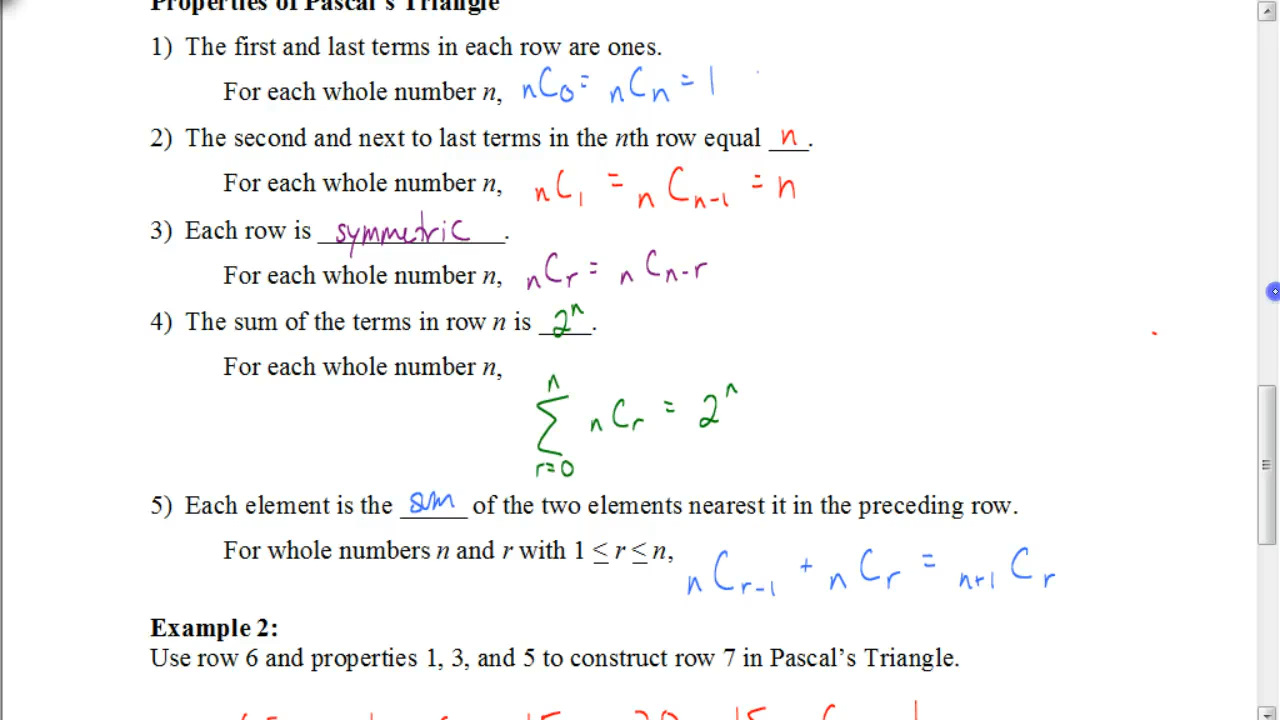 Properties of Pascal's Triangle
1) The first and last terms in each row are ones.
For each whole number n, nC0 = nCn = 1
2) The second and next to last terms in the nth row equal n.
For each whole number n, nC1 = nCn-1 = n
3) Each row is symmetric.
For each whole number n, nCr = nCn-r
4) The sum of the terms in row n is 2^n.
For each whole number n,
n
∑ nCr = 2^n
r=0
5) Each element is the sum of the two elements nearest it in the preceding row.
For whole numbers n and r with 1 ≤ r ≤ n, nCr-1 + nCr = n+1Cr
Example 2:
Use row 6 and properties 1, 3, and 5 to construct row 7 in Pascal's Triangle.
15 20 15